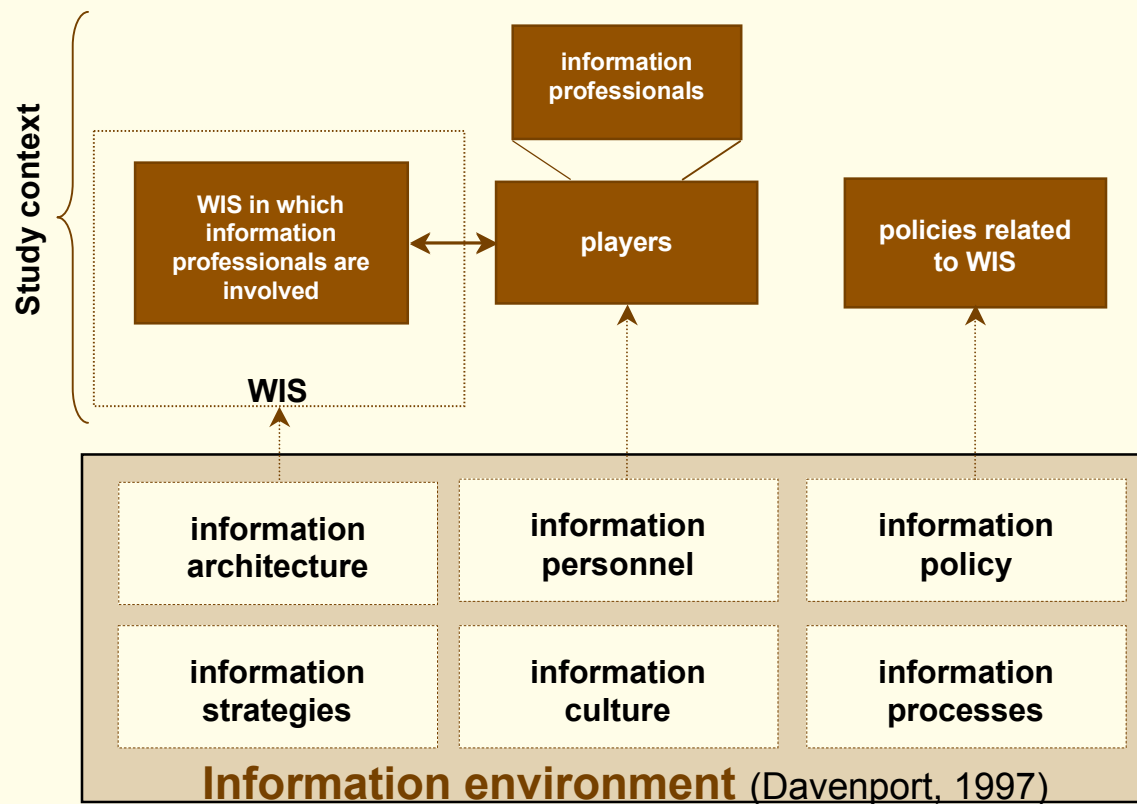 Study context
information
professionals
WIS in which
information
professionals are
involved
players
policies related
to WIS
WIS
information
architecture
information
personnel
information
policy
information
strategies
information
culture
information
processes
Information environment (Davenport, 1997)